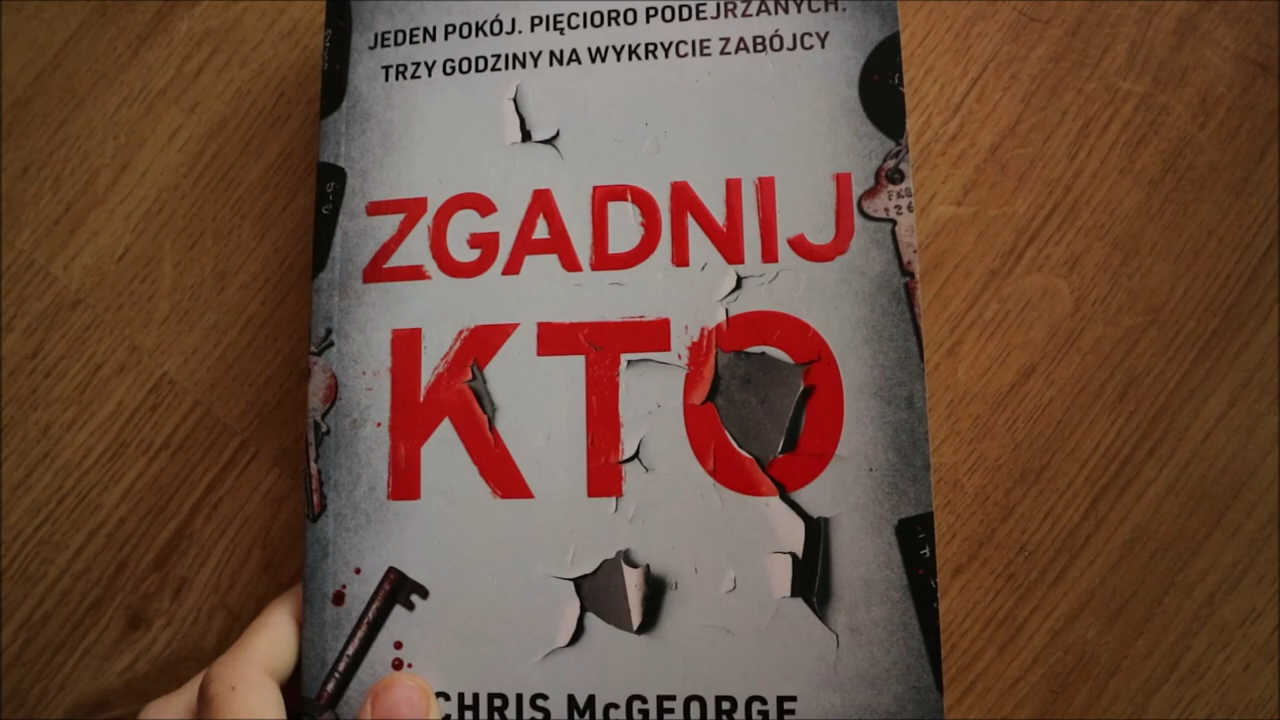 JEDEN POKÓJ. PIĘCIORO PODEJRZANYCH.
TRZY GODZINY NA WYKRYCIE ZABÓJCY
ZGADNIJ
KTO
CHRIS McGEORGE